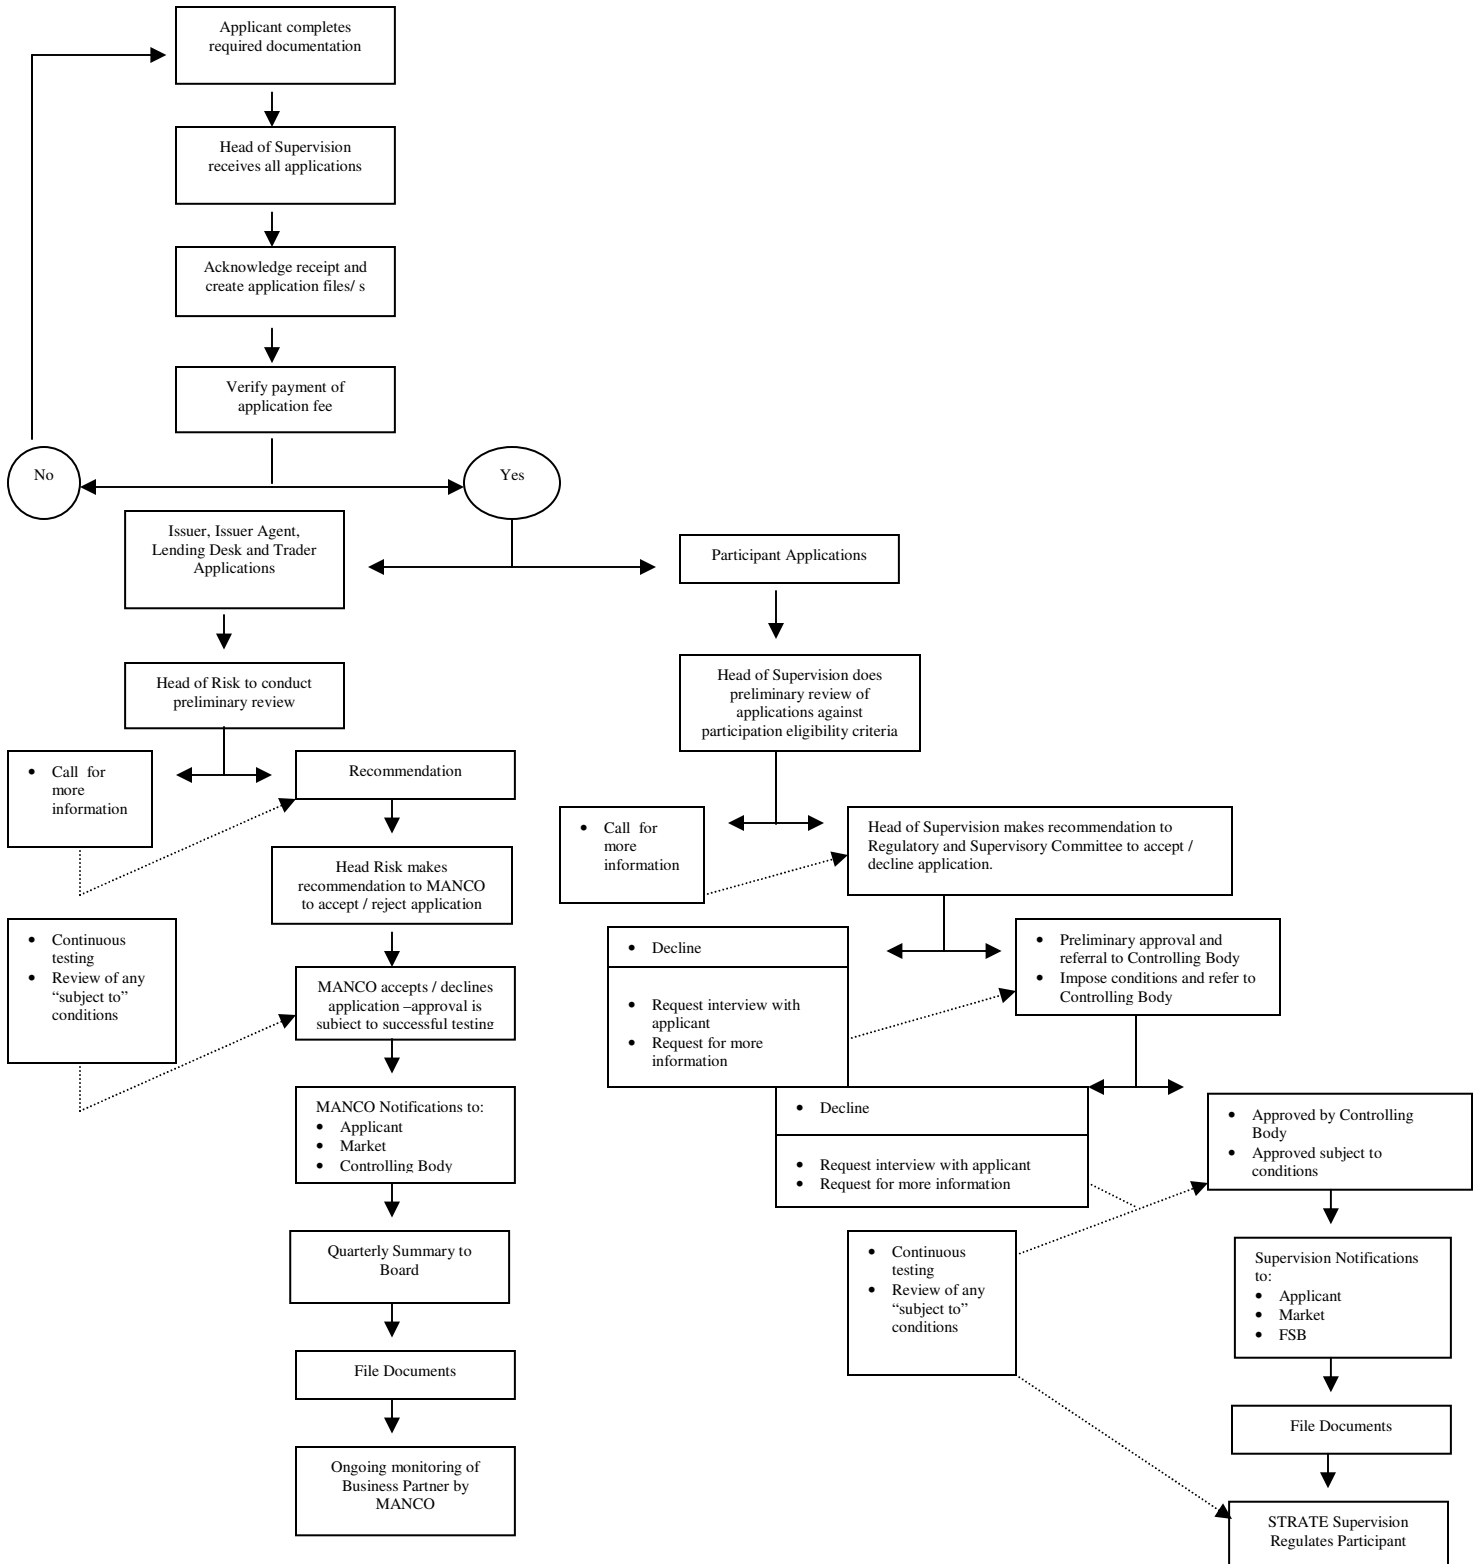 Applicant completes
required documentation
Head of Supervision
receives all applications
Acknowledge receipt and
create application files/ s
Verify payment of
application fee
No
Yes
Issuer, Issuer Agent,
Lending Desk and Trader
Applications
Participant Applications
Head of Risk to conduct
preliminary review
Head of Supervision does
preliminary review of
applications against
participation eligibility criteria
• Call for
more
information
Recommendation
• Call for
more
information
Head of Supervision makes recommendation to
Regulatory and Supervisory Committee to accept /
decline application.
Head Risk makes
recommendation to MANCO
to accept / reject application
• Continuous
testing
• Review of any
“subject to”
conditions
MANCO accepts / declines
application –approval is
subject to successful testing
• Decline
• Request interview with
applicant
• Request for more
information
• Preliminary approval and
referral to Controlling Body
• Impose conditions and refer to
Controlling Body
MANCO Notifications to:
• Applicant
• Market
• Controlling Body
• Decline
• Request interview with applicant
• Request for more information
• Approved by Controlling
Body
• Approved subject to
conditions
Quarterly Summary to
Board
• Continuous
testing
• Review of any
“subject to”
conditions
Supervision Notifications
to:
• Applicant
• Market
• FSB
File Documents
File Documents
Ongoing monitoring of
Business Partner by
MANCO
STRATE Supervision
Regulates Participant